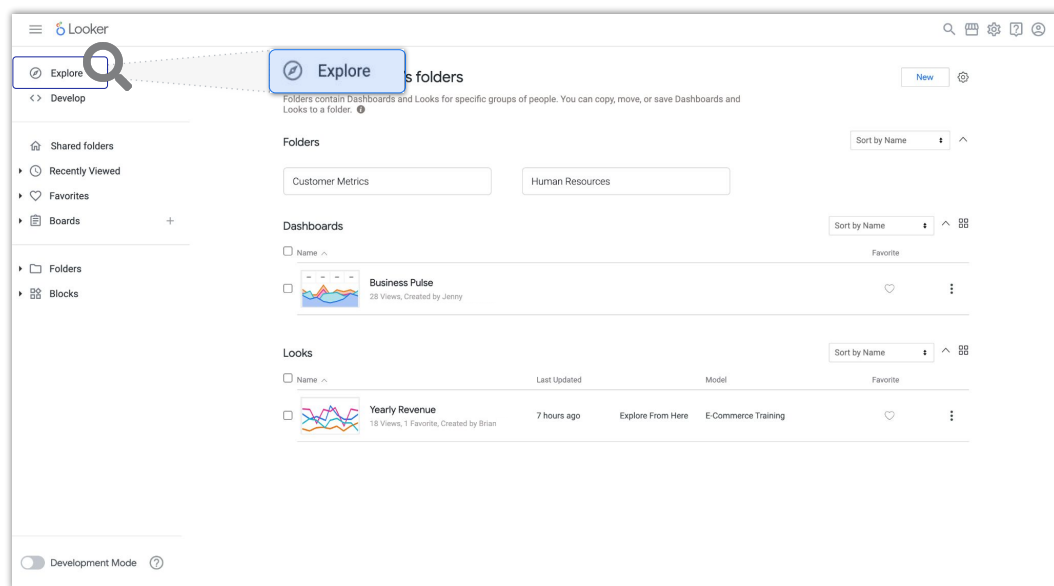 Looker
Explore
Explore
's folders
New
Develop
Folders contain Dashboards and Looks for specific groups of people. You can copy, move, or save Dashboards and
Looks to a folder.
Shared folders
Folders
Sort by Name
Recently Viewed
Customer Metrics
Human Resources
Favorites
Boards
Dashboards
Sort by Name
Name
Favorite
Folders
Business Pulse
28 Views, Created by Jenny
Blocks
Looks
Sort by Name
Name
Last Updated
Model
Favorite
Yearly Revenue
18 Views, 1 Favorite, Created by Brian
7 hours ago
Explore From Here
E-Commerce Training
Development Mode